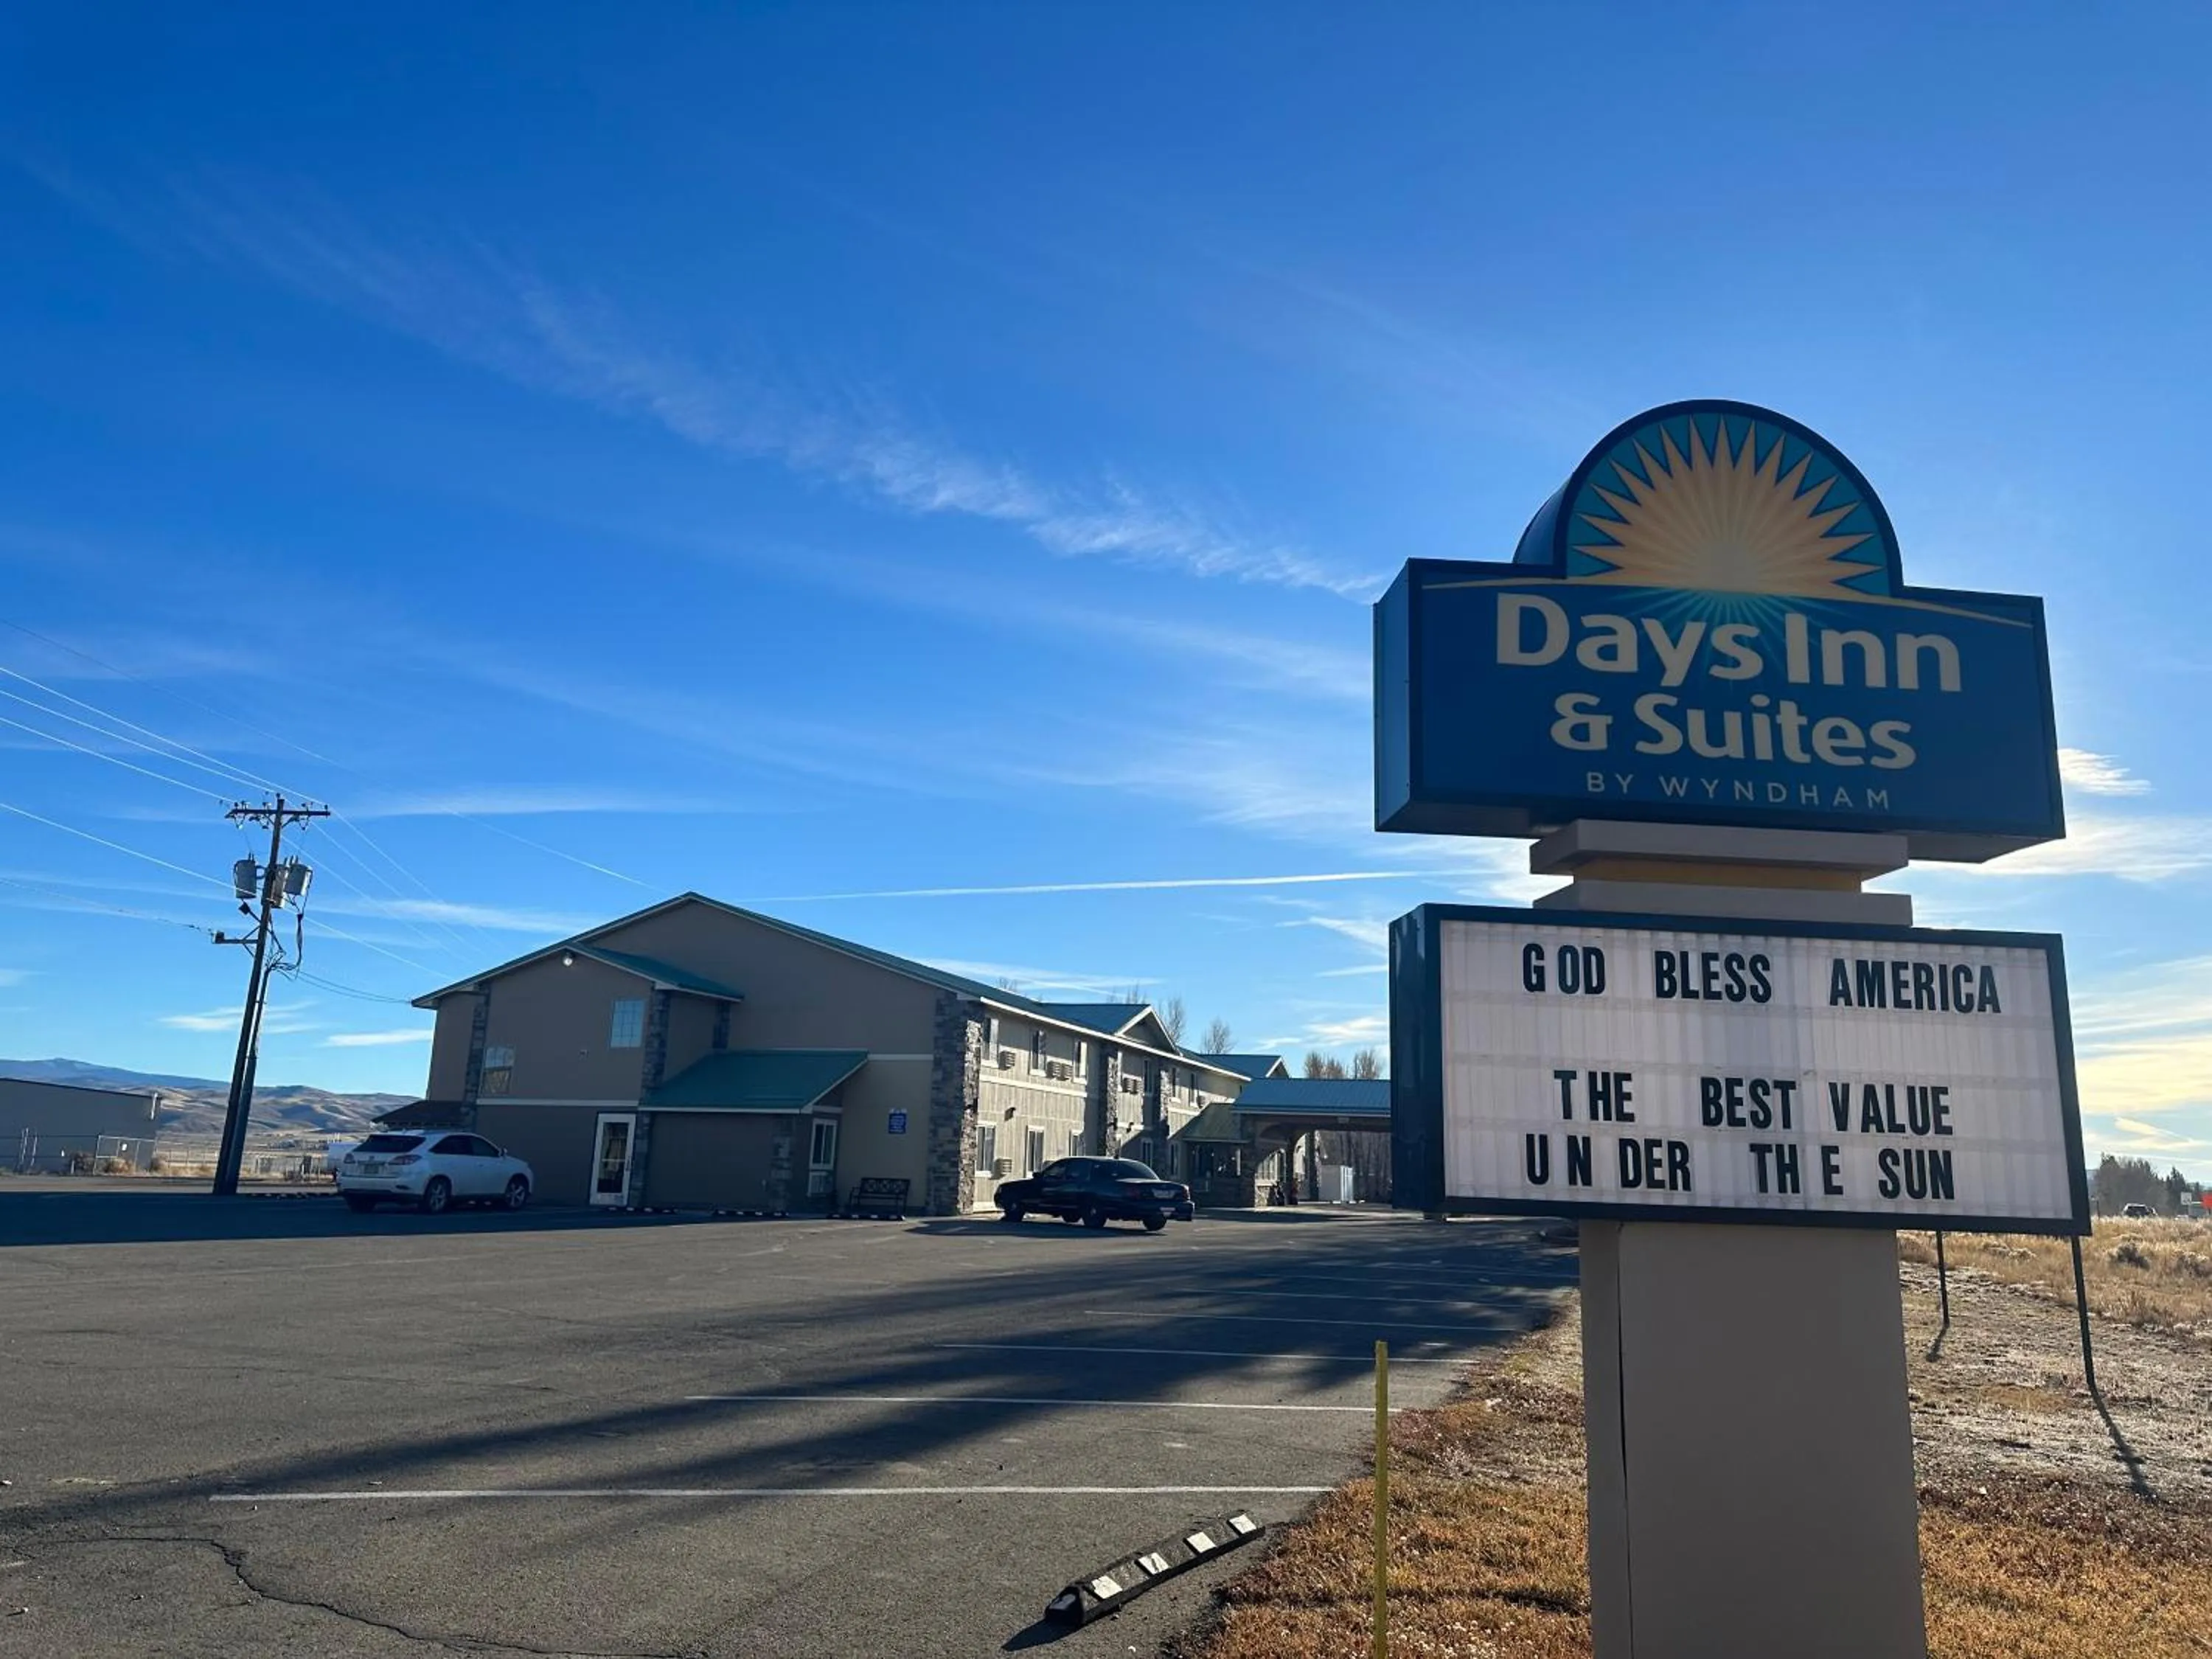 Days Inn
& Suites
BY WYNDHAM
GOD BLESS AMERICA
THE BEST VALUE
UNDER THE SUN